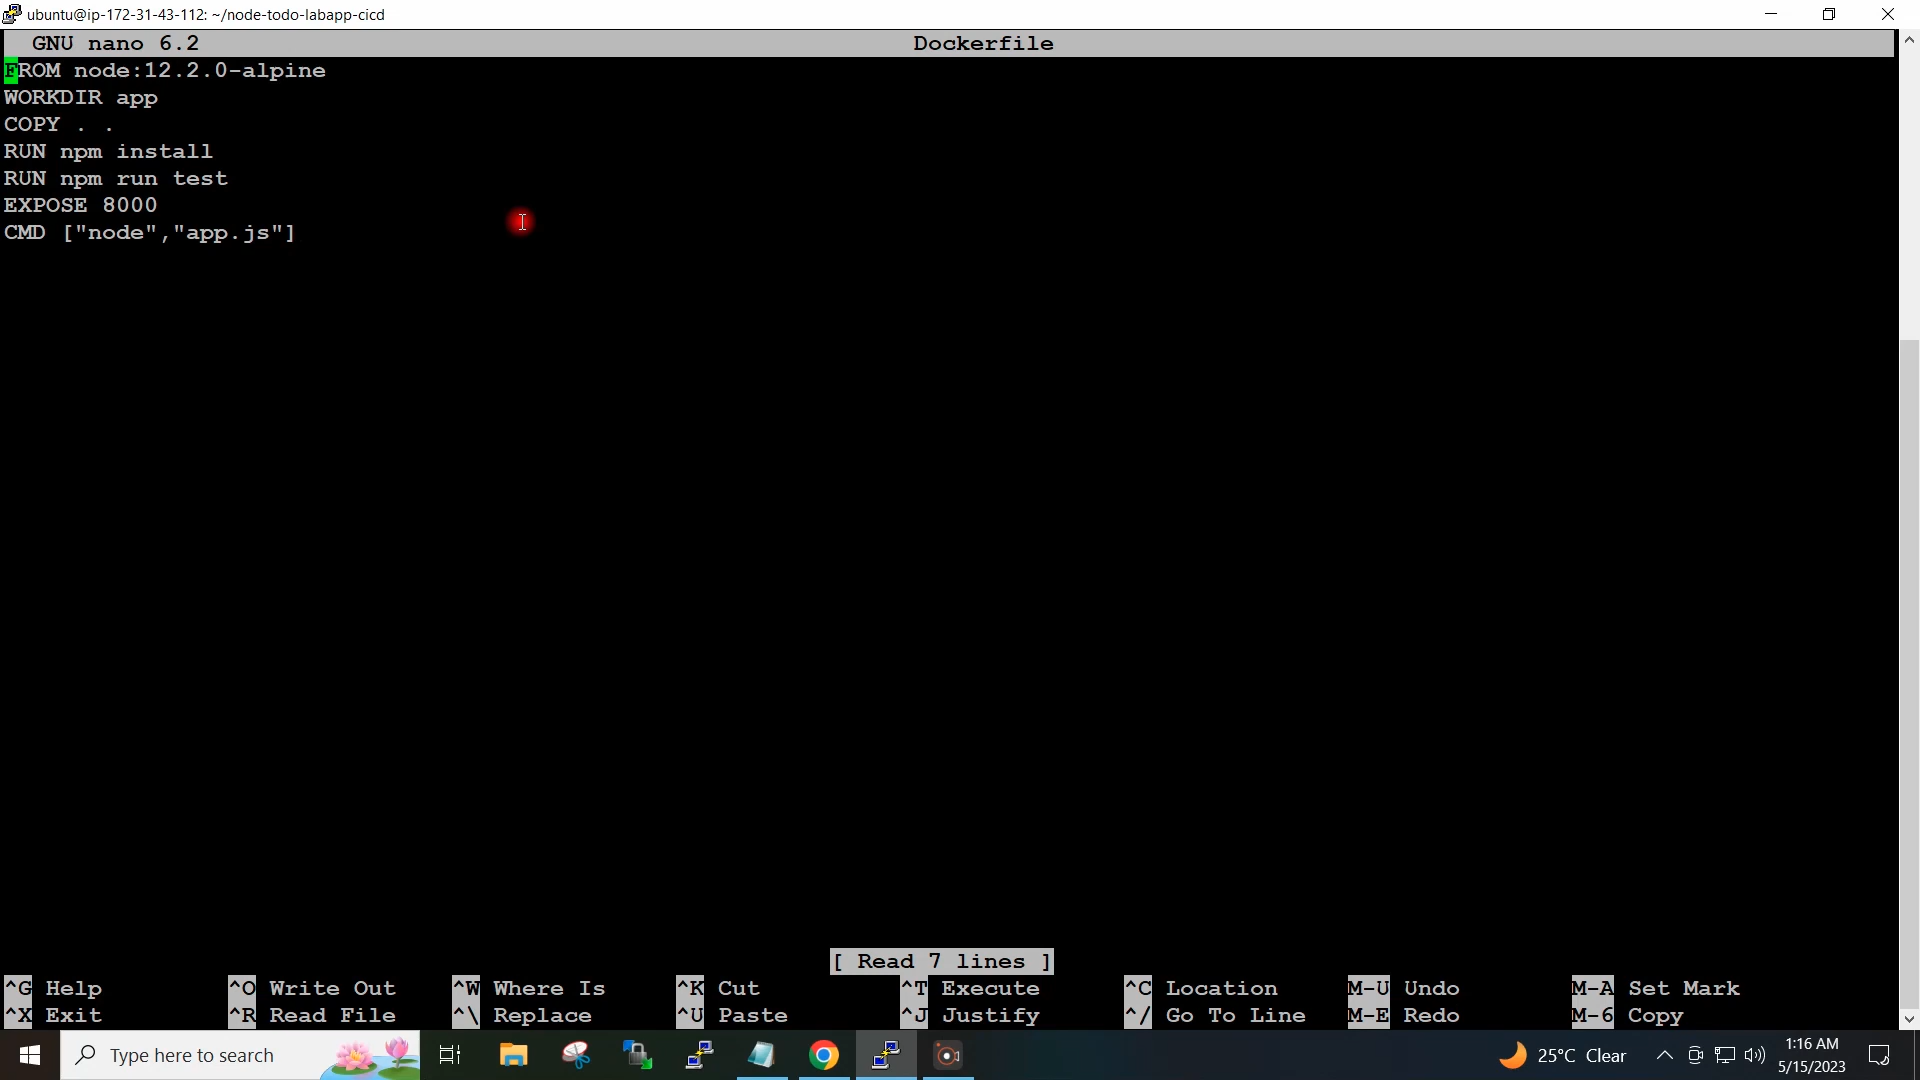 ubuntu@ip-172-31-43-112: ~/node-todo-labapp-cicd
GNU nano 6.2 Dockerfile
FROM node:12.2.0-alpine
WORKDIR app
COPY . .
RUN npm install
RUN npm run test
EXPOSE 8000
CMD ["node","app.js"]
[ Read 7 lines ]
^G Help ^O Write Out ^W Where Is ^K Cut ^T Execute ^C Location M-U Undo M-A Set Mark
^X Exit ^R Read File ^\ Replace ^U Paste ^J Justify ^/ Go To Line M-E Redo M-6 Copy
Type here to search 25°C Clear 1:16 AM
5/15/2023